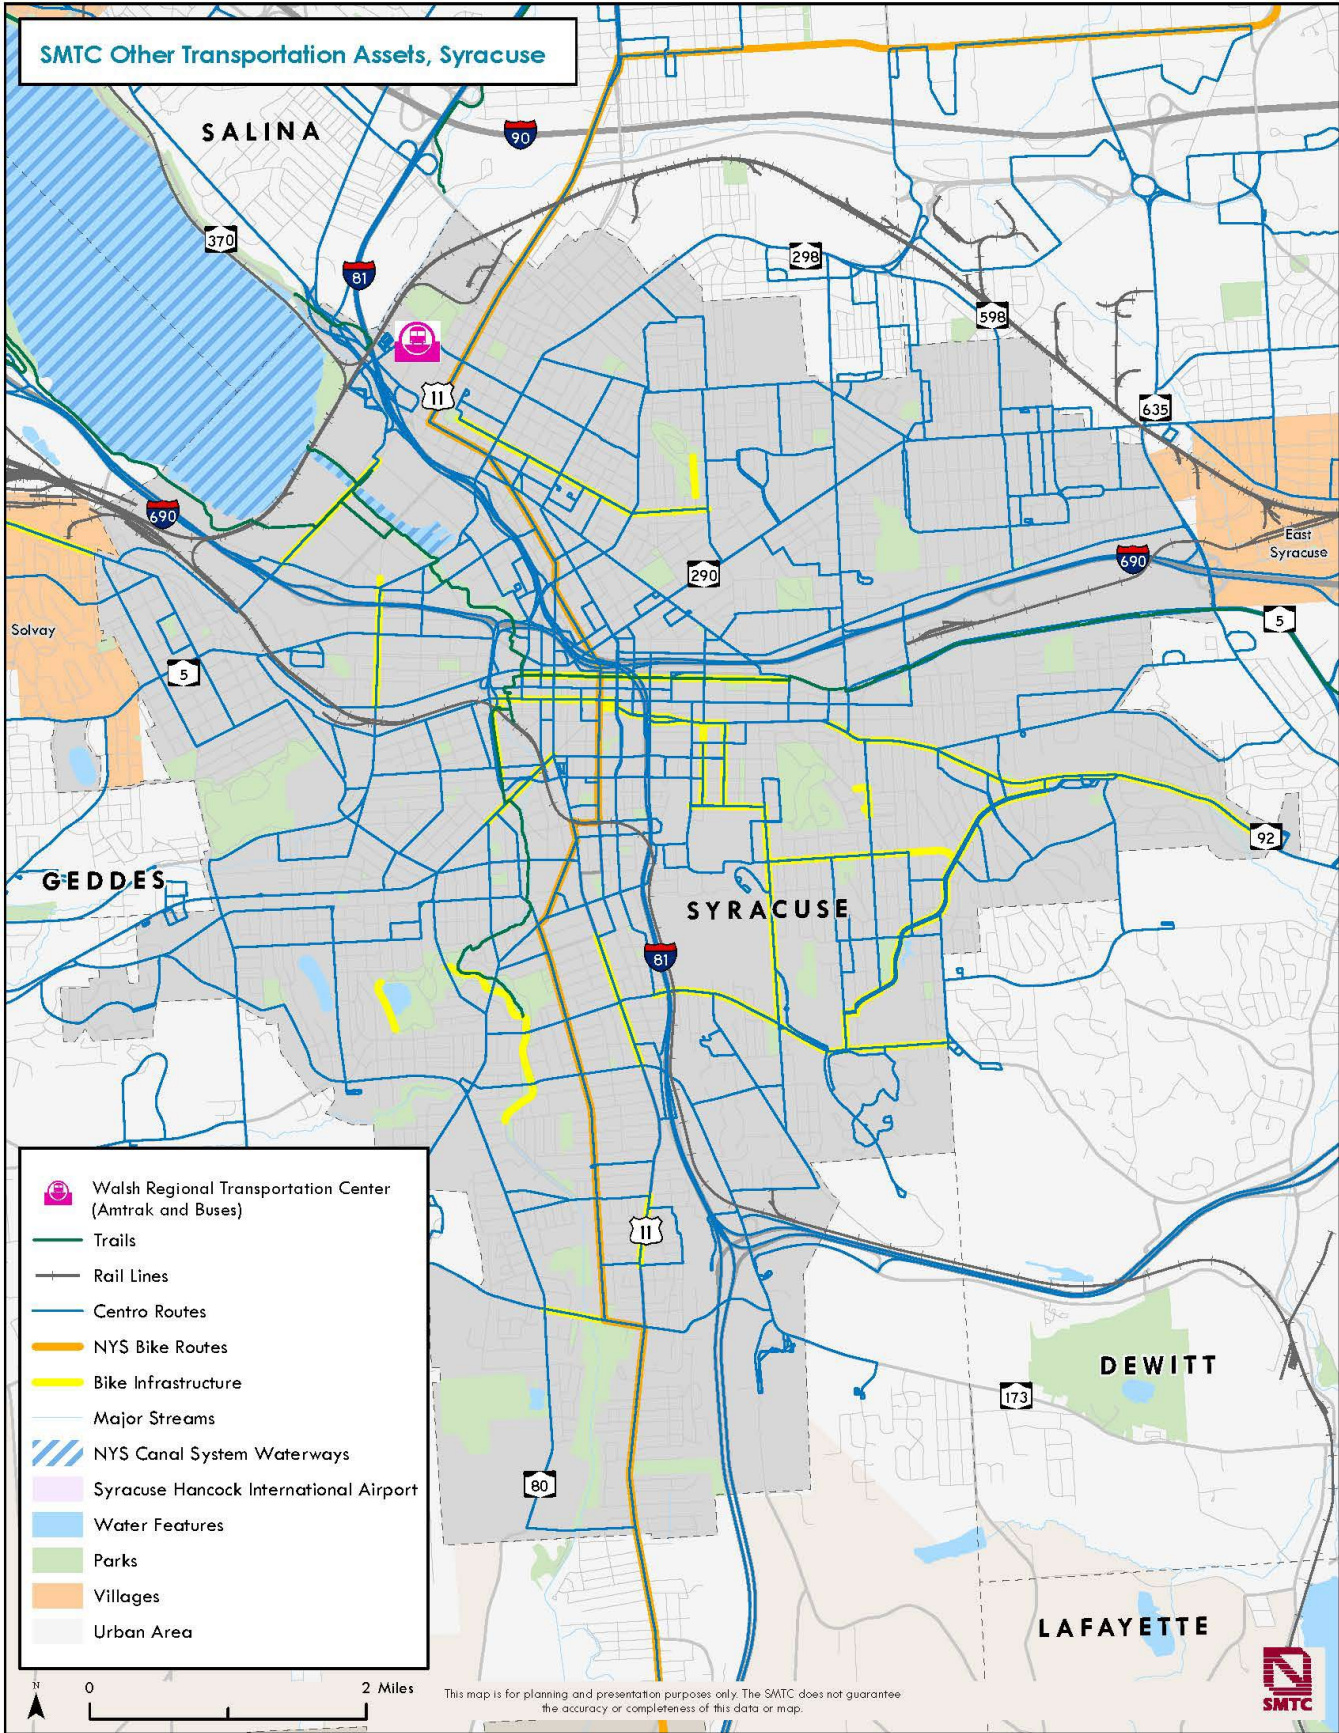 SMTC Other Transportation Assets, Syracuse
SALINA
90
370
81
298
598
11
635
690
East
Syracuse
690
290
Solvay
5
5
92
GEDDES
SYRACUSE
81
11
Walsh Regional Transportation Center
(Amtrak and Buses)
Trails
Rail Lines
Centro Routes
NYS Bike Routes
Bike Infrastructure
Major Streams
NYS Canal System Waterways
Syracuse Hancock International Airport
Water Features
Parks
Villages
Urban Area
DEWITT
173
80
LAFAYETTE
N
0 2 Miles
This map is for planning and presentation purposes only. The SMTC does not guarantee
the accuracy or completeness of this data or map.
SMTC